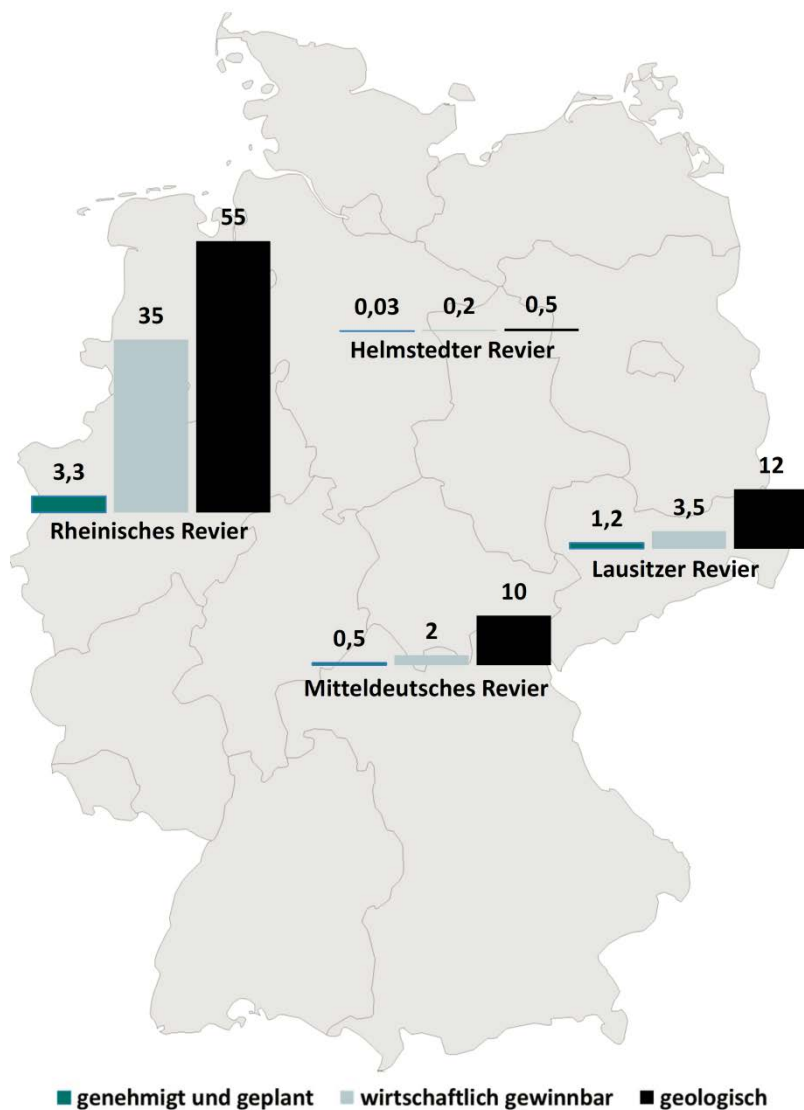 55
35
3,3
Rheinisches Revier
0,03 0,2 0,5
Helmstedter Revier
12
1,2 3,5
Lausitzer Revier
10
0,5 2
Mitteldeutsches Revier
genehmigt und geplant wirtschaftlich gewinnbar geologisch